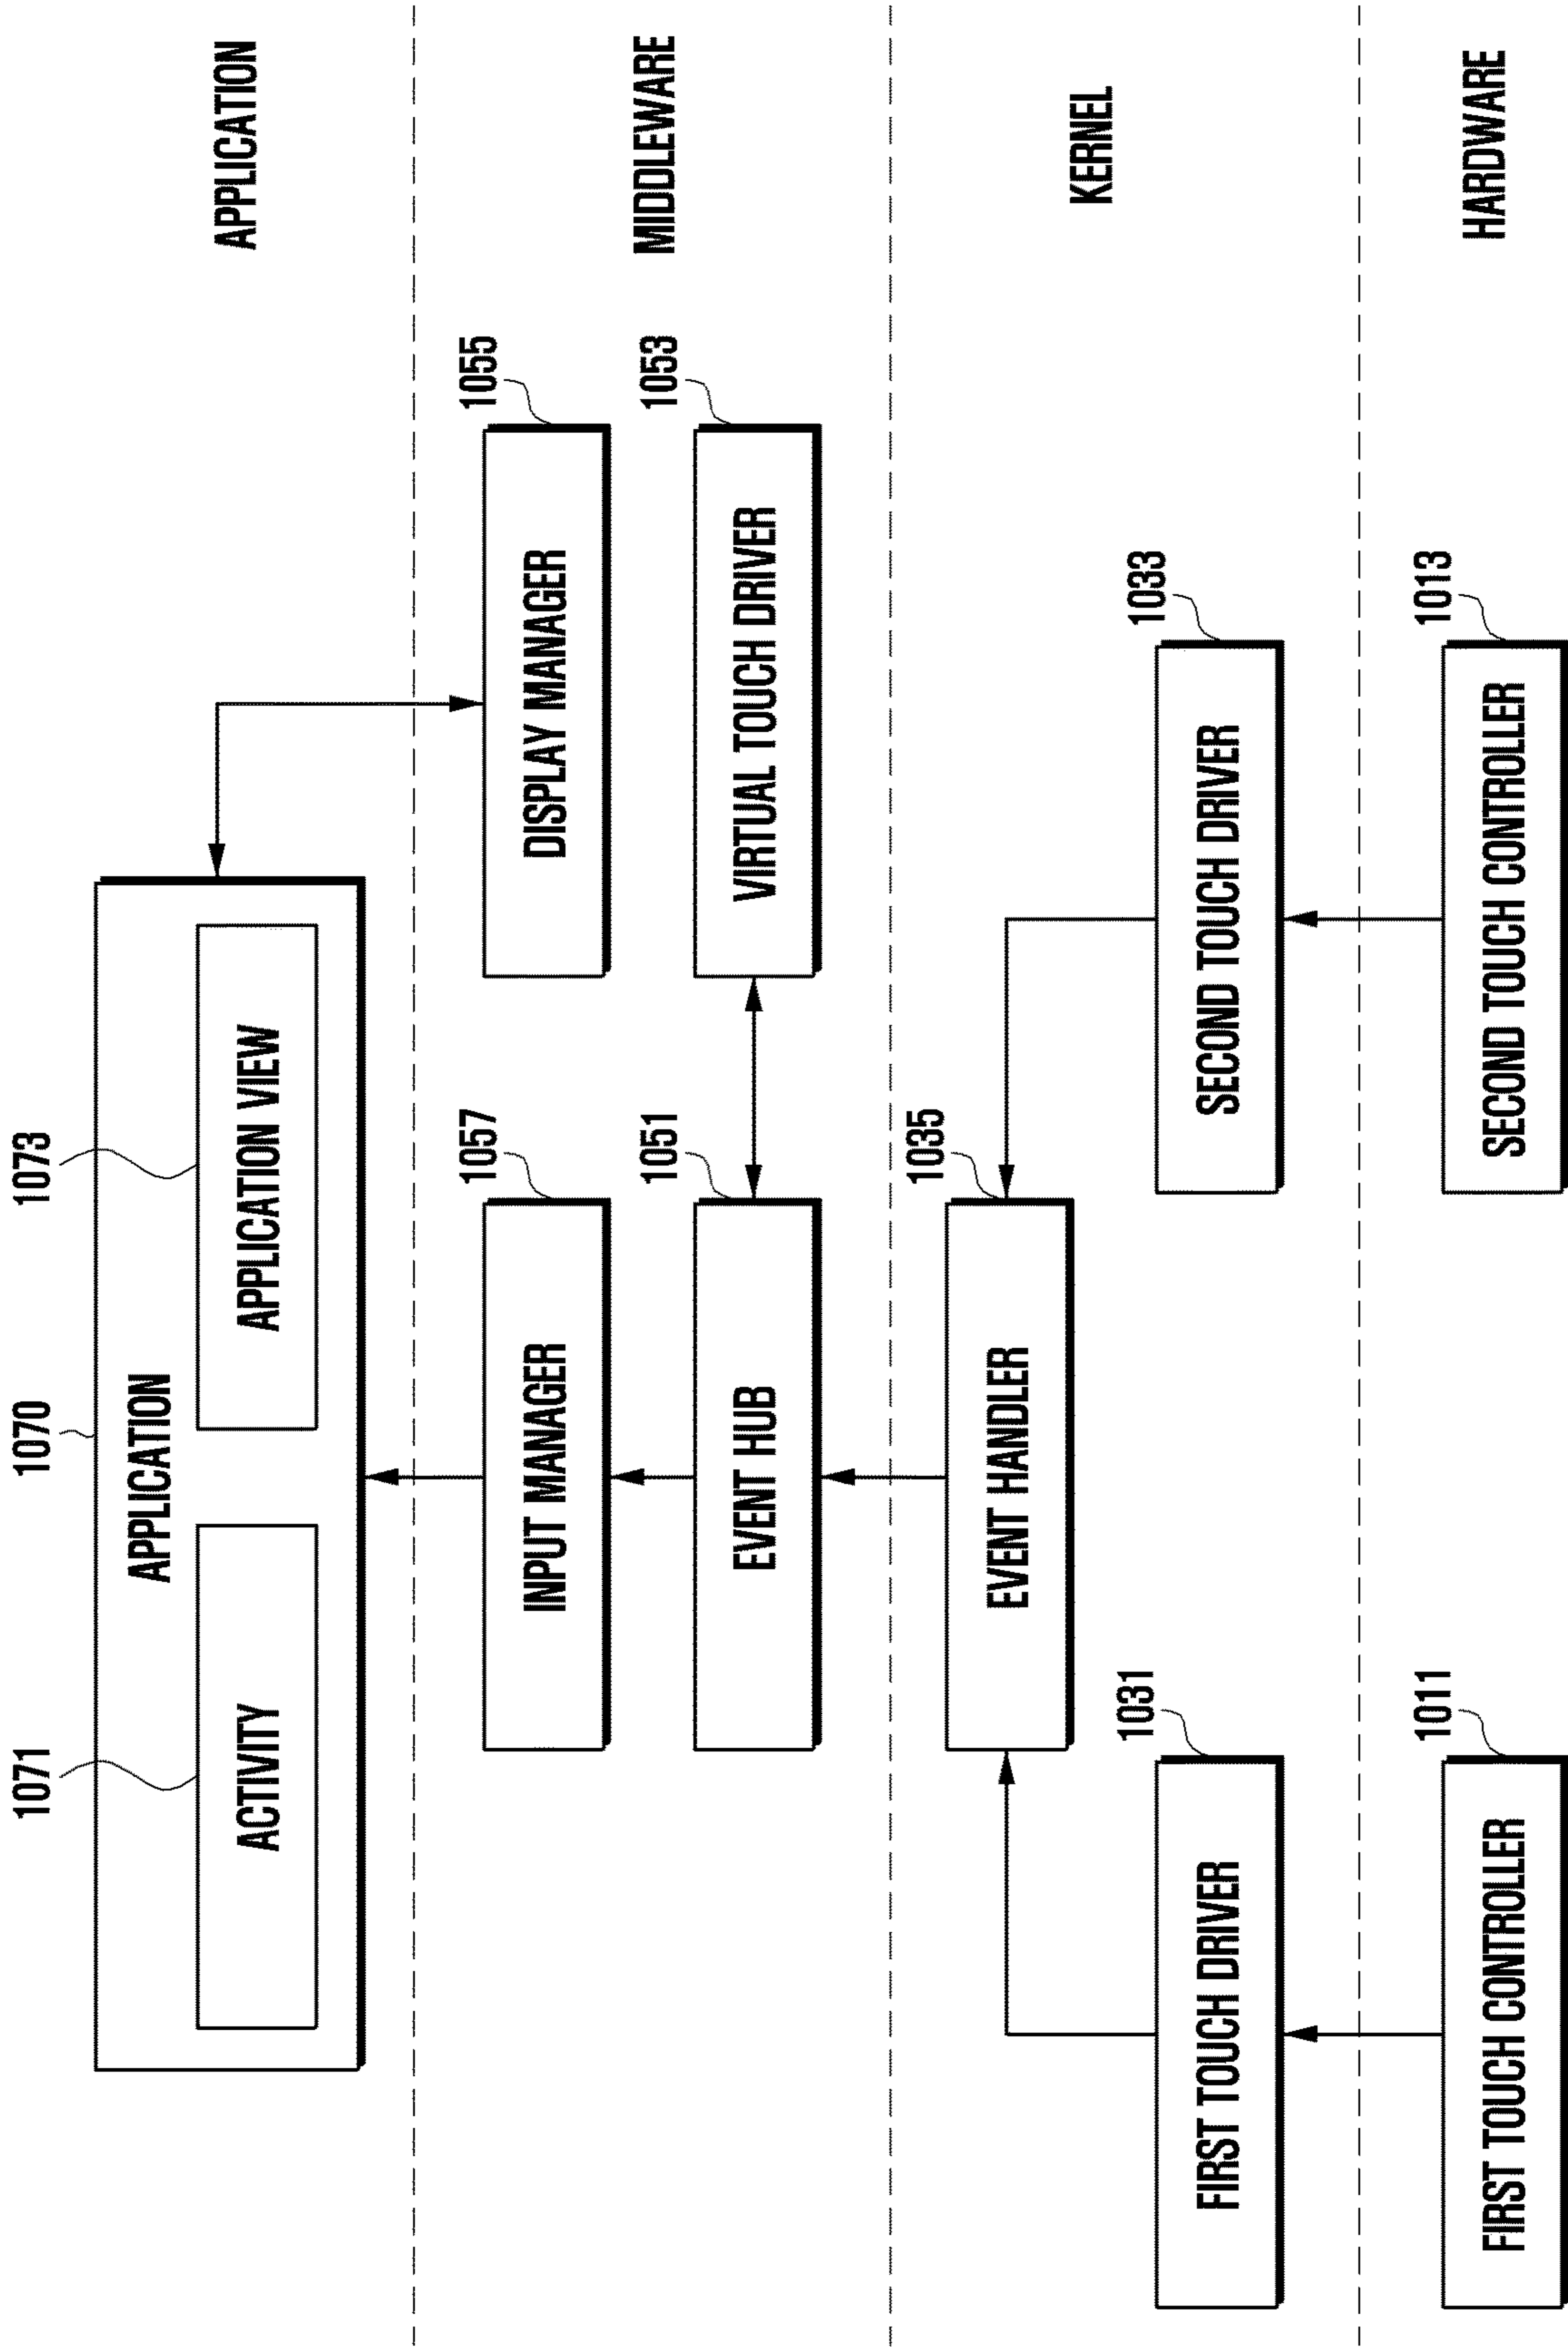 1071
1070
1073
APPLICATION
ACTIVITY
APPLICATION VIEW
APPLICATION
1057
1055
INPUT MANAGER
DISPLAY MANAGER
MIDDLEWARE
1051
1053
EVENT HUB
VIRTUAL TOUCH DRIVER
1035
EVENT HANDLER
KERNEL
1031
1033
FIRST TOUCH DRIVER
SECOND TOUCH DRIVER
1011
1013
FIRST TOUCH CONTROLLER
SECOND TOUCH CONTROLLER
HARDWARE